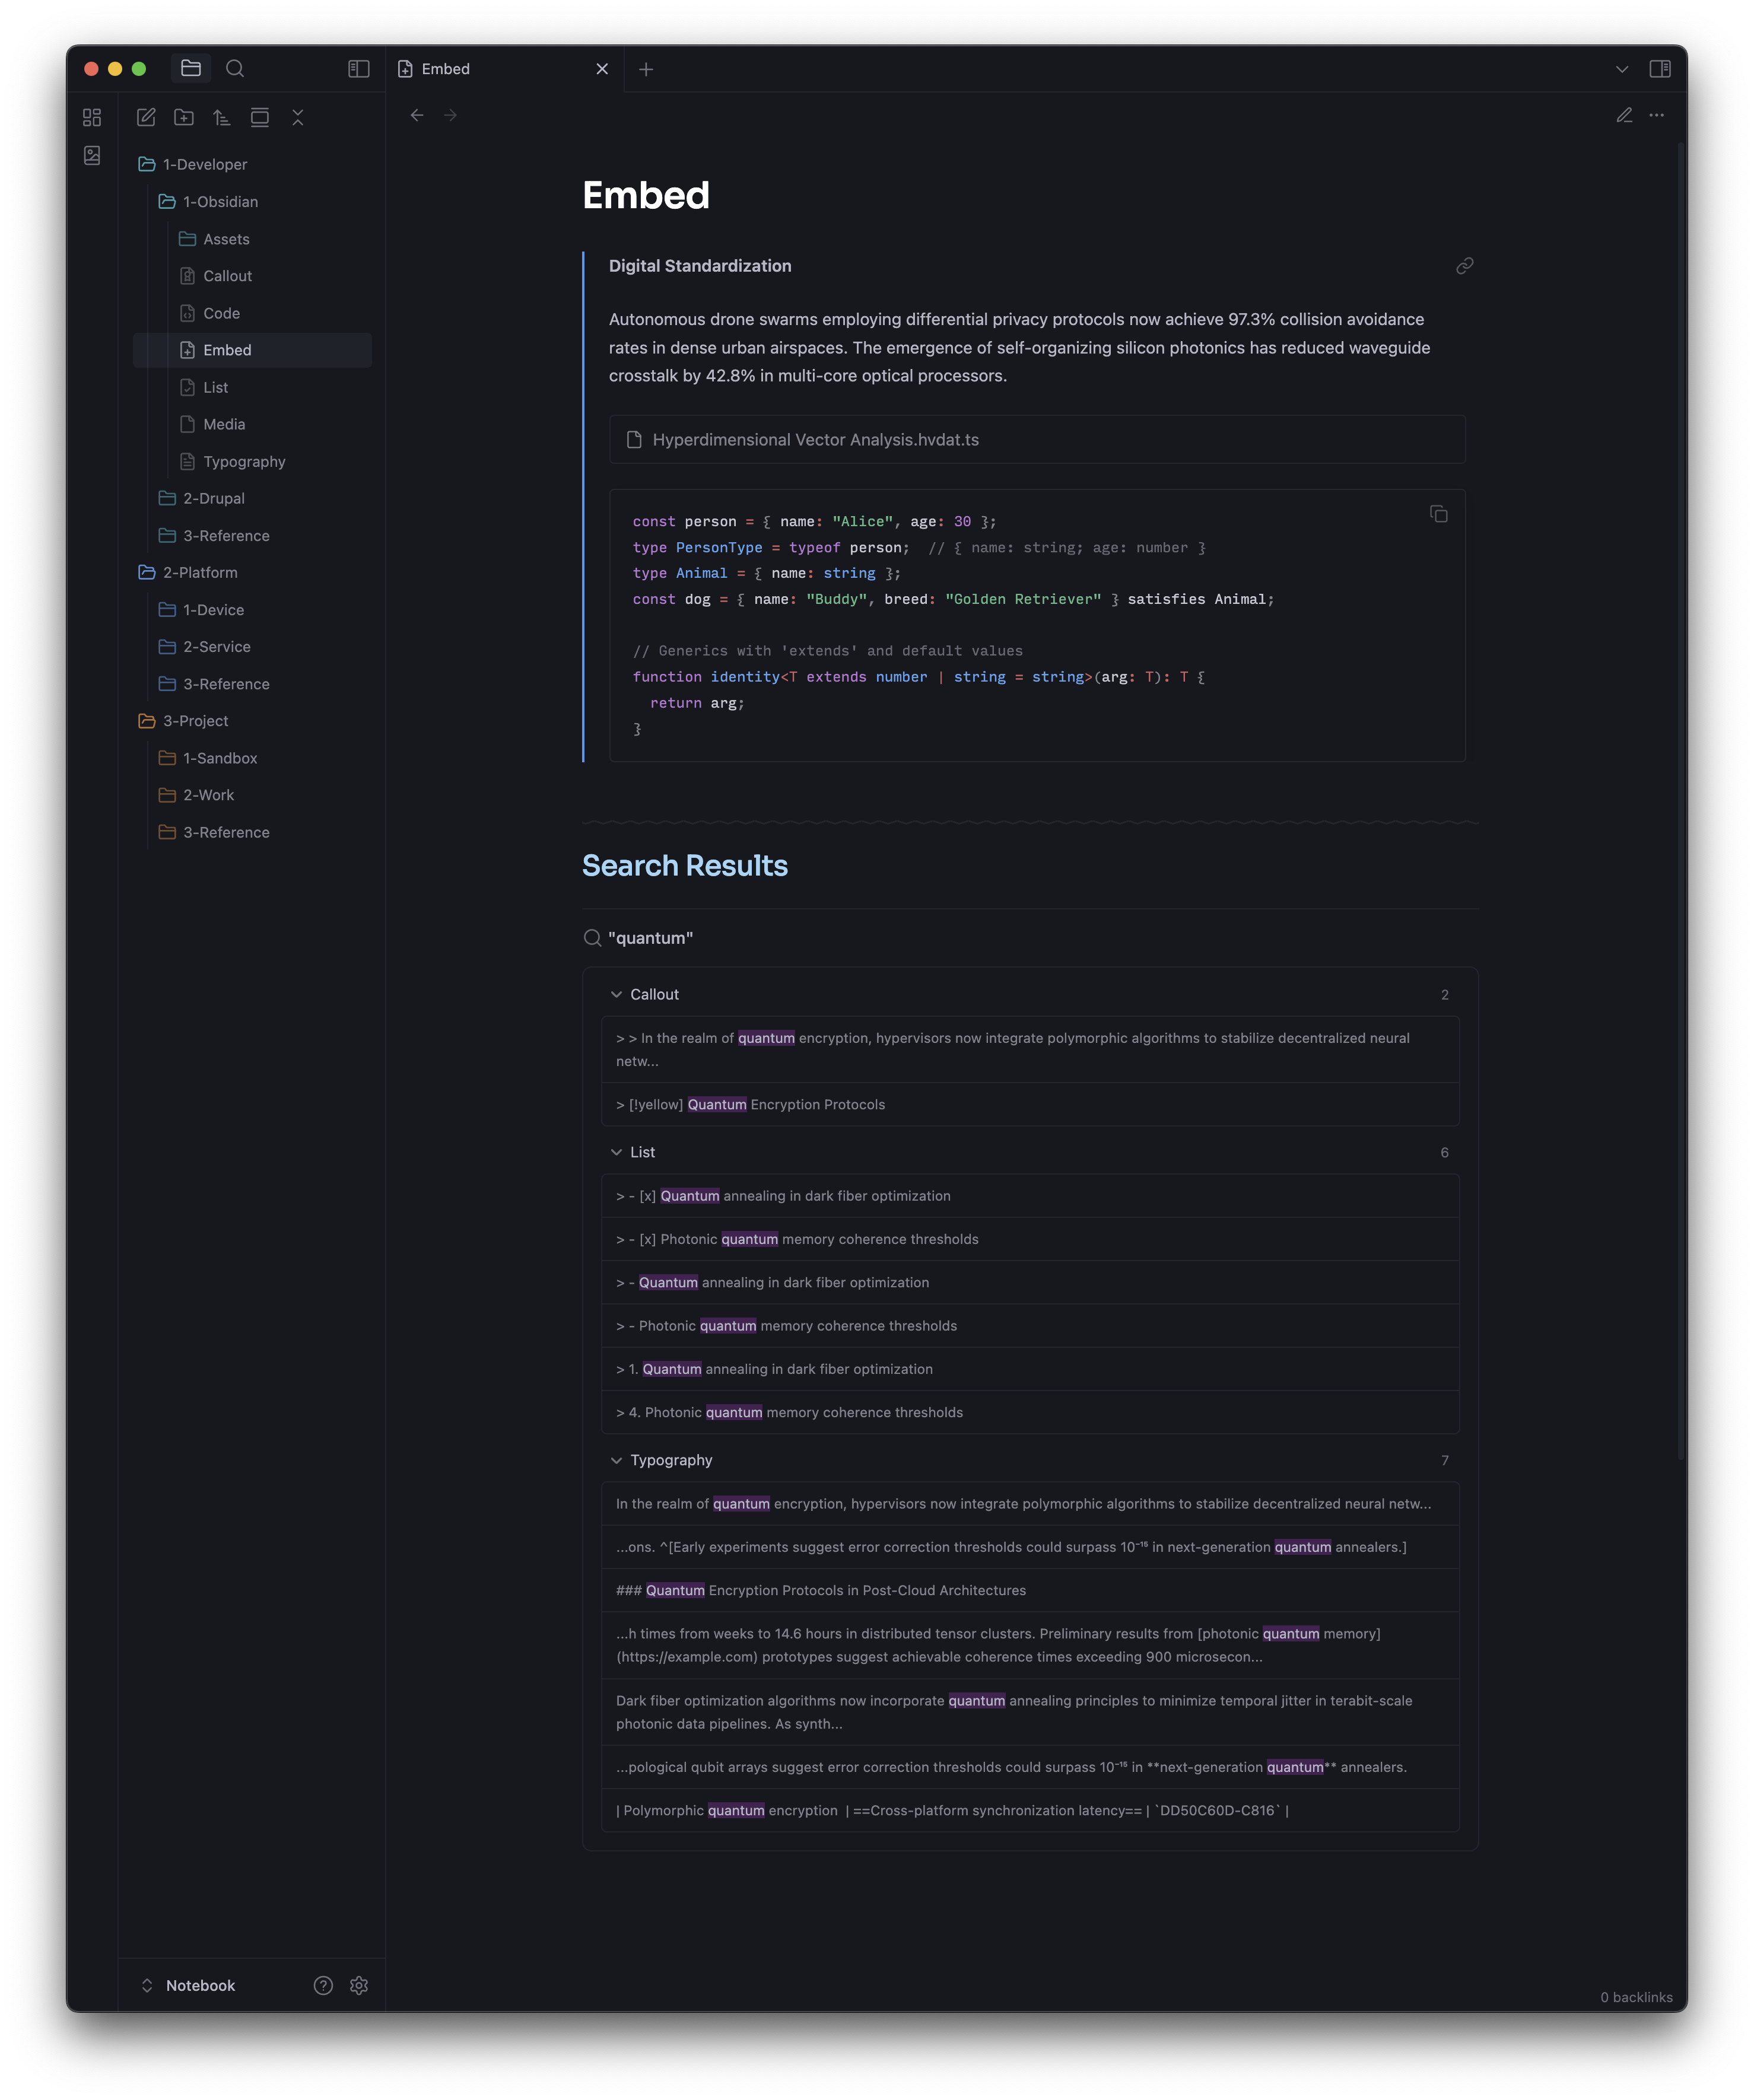 Embed
1-Developer
1-Obsidian
Assets
Callout
Code
Embed
List
Media
Typography
2-Drupal
3-Reference
2-Platform
1-Device
2-Service
3-Reference
3-Project
1-Sandbox
2-Work
3-Reference
Notebook
Embed
Digital Standardization
Autonomous drone swarms employing differential privacy protocols now achieve 97.3% collision avoidance
rates in dense urban airspaces. The emergence of self-organizing silicon photonics has reduced waveguide
crosstalk by 42.8% in multi-core optical processors.
Hyperdimensional Vector Analysis.hvdat.ts
const person = { name: "Alice", age: 30 };
type PersonType = typeof person;  // { name: string; age: number }
type Animal = { name: string };
const dog = { name: "Buddy", breed: "Golden Retriever" } satisfies Animal;
// Generics with 'extends' and default values
function identity<T extends number | string = string>(arg: T): T {
  return arg;
}
Search Results
"quantum"
Callout 2
> > In the realm of quantum encryption, hypervisors now integrate polymorphic algorithms to stabilize decentralized neural
netw...
> [!yellow] Quantum Encryption Protocols
List 6
> - [x] Quantum annealing in dark fiber optimization
> - [x] Photonic quantum memory coherence thresholds
> - Quantum annealing in dark fiber optimization
> - Photonic quantum memory coherence thresholds
> 1. Quantum annealing in dark fiber optimization
> 4. Photonic quantum memory coherence thresholds
Typography 7
In the realm of quantum encryption, hypervisors now integrate polymorphic algorithms to stabilize decentralized neural netw...
...ons. ^[Early experiments suggest error correction thresholds could surpass 10⁻¹⁵ in next-generation quantum annealers.]
### Quantum Encryption Protocols in Post-Cloud Architectures
...h times from weeks to 14.6 hours in distributed tensor clusters. Preliminary results from [photonic quantum memory]
(https://example.com) prototypes suggest achievable coherence times exceeding 900 microsecon...
Dark fiber optimization algorithms now incorporate quantum annealing principles to minimize temporal jitter in terabit-scale
photonic data pipelines. As synth...
...pological qubit arrays suggest error correction thresholds could surpass 10⁻¹⁵ in **next-generation quantum** annealers.
| Polymorphic quantum encryption  | ==Cross-platform synchronization latency== | `DD50C60D-C816` |
0 backlinks